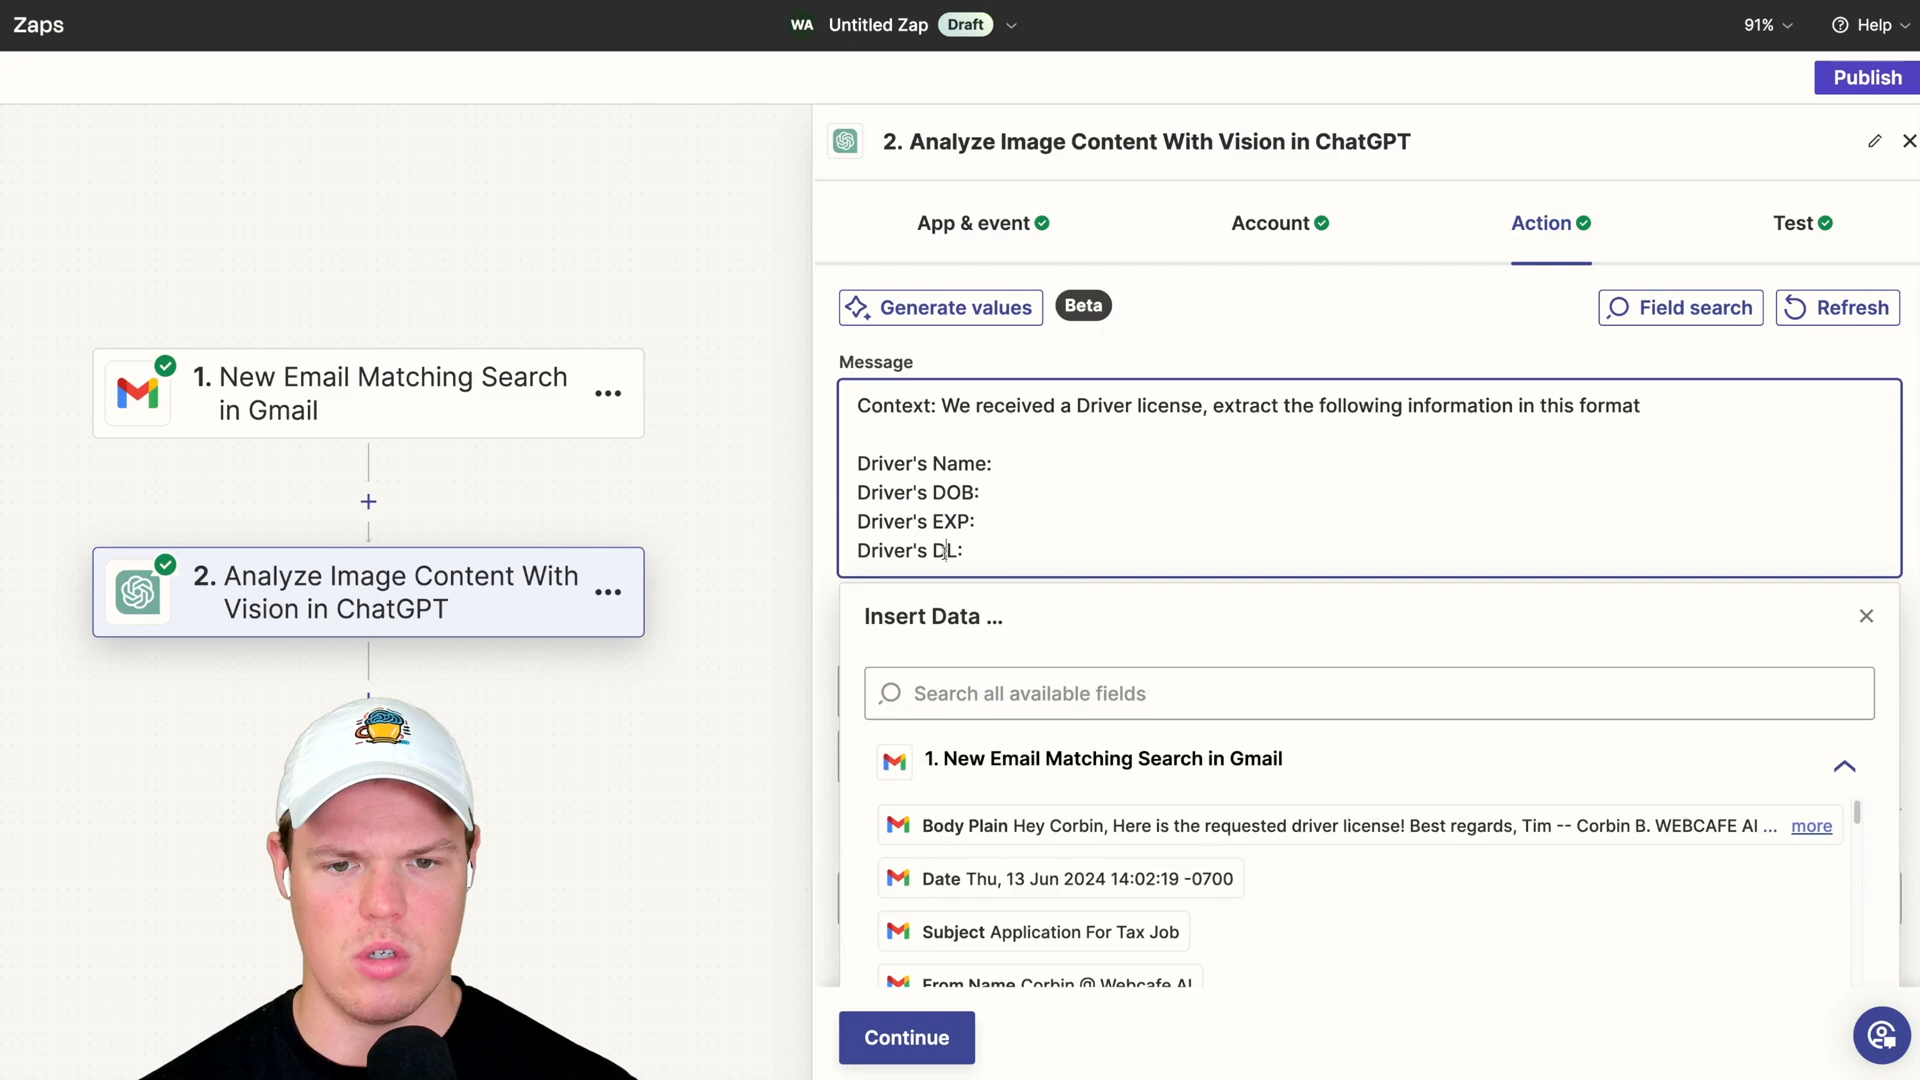 Zaps
WA Untitled Zap Draft
91%
Help
Publish
2. Analyze Image Content With Vision in ChatGPT
App & event
Account
Action
Test
Generate values
Beta
Field search
Refresh
Message
Context: We received a Driver license, extract the following information in this format
Driver's Name:
Driver's DOB:
Driver's EXP:
Driver's DL:
Insert Data ...
Search all available fields
1. New Email Matching Search in Gmail
Body Plain Hey Corbin, Here is the requested driver license! Best regards, Tim -- Corbin B. WEBCAFE AI ... more
Date Thu, 13 Jun 2024 14:02:19 -0700
Subject Application For Tax Job
From Name Corbin @ Webcafe AI
Continue
1. New Email Matching Search
in Gmail
2. Analyze Image Content With
Vision in ChatGPT